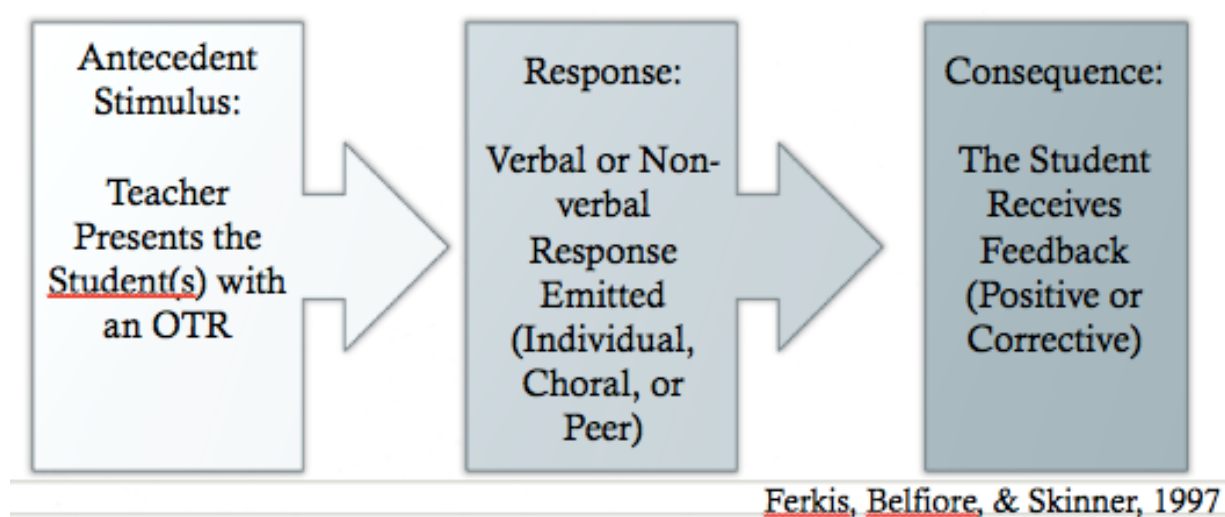 Antecedent
Stimulus:
Teacher
Presents the
Student(s) with
an OTR
Response:
Verbal or Non-
verbal
Response
Emitted
(Individual,
Choral, or
Peer)
Consequence:
The Student
Receives
Feedback
(Positive or
Corrective)
Ferkis, Belfiore, & Skinner, 1997